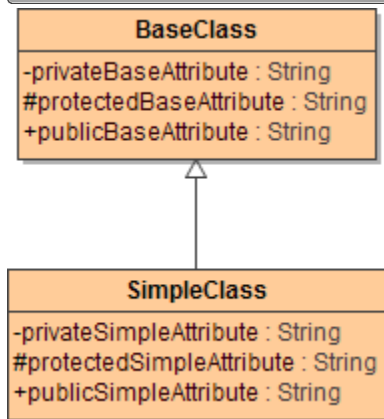 BaseClass
-privateBaseAttribute : String
#protectedBaseAttribute : String
+publicBaseAttribute : String
SimpleClass
-privateSimpleAttribute : String
#protectedSimpleAttribute : String
+publicSimpleAttribute : String